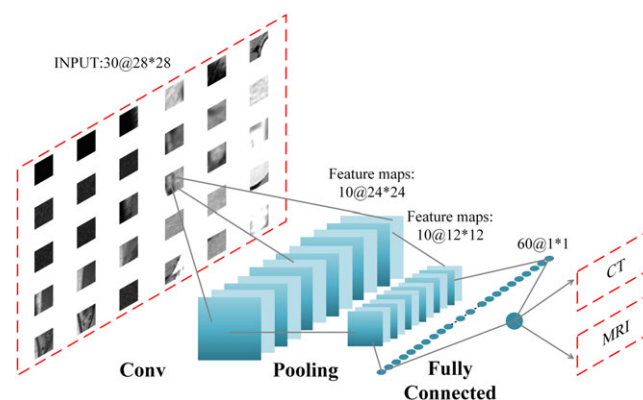 INPUT:30@28*28
Feature maps:
10@24*24
Feature maps:
10@12*12
60@1*1
CT
MRI
Conv
Pooling
Fully
Connected